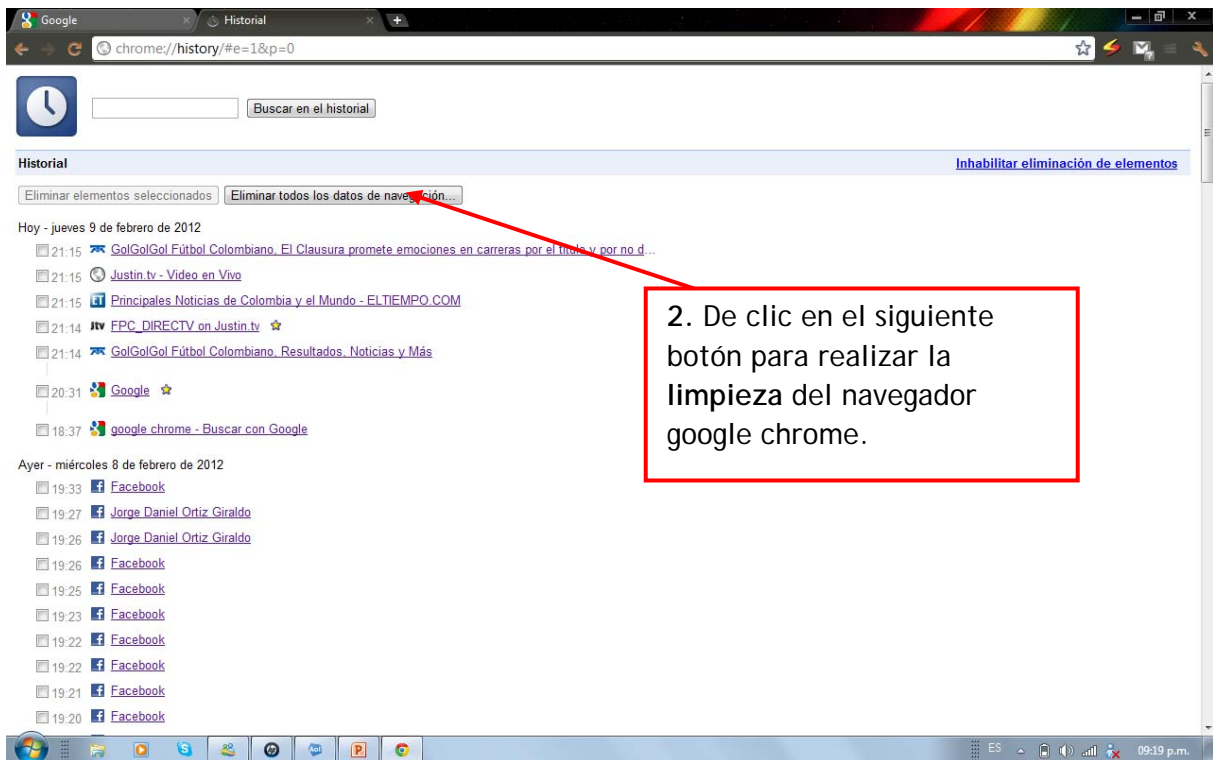 Google
Historial
chrome://history/#e=1&p=0
Buscar en el historial
Historial
Inhabilitar eliminación de elementos
Eliminar elementos seleccionados
Eliminar todos los datos de navegación...
Hoy - jueves 9 de febrero de 2012
21:15 GolGolGol Fútbol Colombiano, El Clausura promete emociones en carreras por el título y por no d...
21:15 Justin.tv - Video en Vivo
21:15 Principales Noticias de Colombia y el Mundo - ELTIEMPO.COM
21:14 FPC_DIRECTV on Justin.tv
21:14 GolGolGol Fútbol Colombiano, Resultados, Noticias y Más
20:31 Google
18:37 google chrome - Buscar con Google
2. De clic en el siguiente
botón para realizar la
limpieza del navegador
google chrome.
Ayer - miércoles 8 de febrero de 2012
19:33 Facebook
19:27 Jorge Daniel Ortiz Giraldo
19:26 Jorge Daniel Ortiz Giraldo
19:26 Facebook
19:25 Facebook
19:23 Facebook
19:22 Facebook
19:22 Facebook
19:21 Facebook
19:20 Facebook
ES
09:19 p.m.